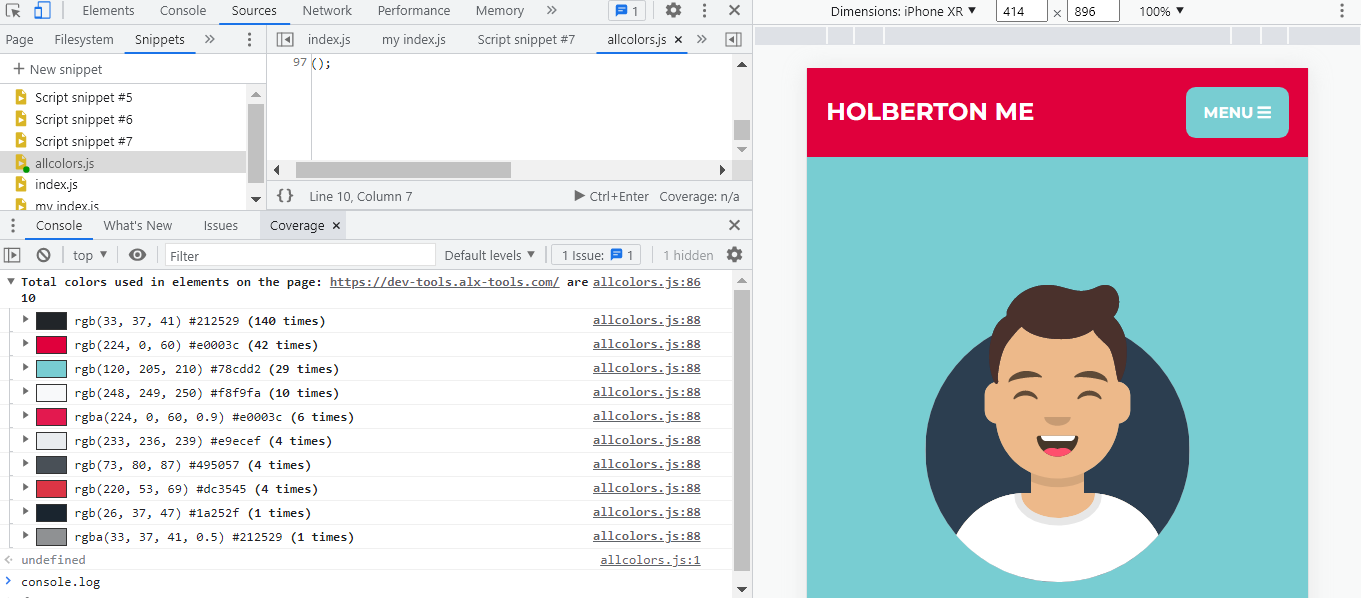 Elements Console Sources Network Performance Memory » 1
Page Filesystem Snippets »
index.js my index.js Script snippet #7 allcolors.js × »
+ New snippet
Script snippet #5
Script snippet #6
Script snippet #7
allcolors.js
index.js
my index.js
97 ();
{ } Line 10, Column 7 Ctrl+Enter Coverage: n/a
Console What's New Issues Coverage ×
top ▼ Filter Default levels ▼ 1 Issue: 1 1 hidden
Total colors used in elements on the page: https://dev-tools.alx-tools.com/ are allcolors.js:86
10
rgb(33, 37, 41) #212529 (140 times) allcolors.js:88
rgb(224, 0, 60) #e0003c (42 times) allcolors.js:88
rgb(120, 205, 210) #78cdd2 (29 times) allcolors.js:88
rgb(248, 249, 250) #f8f9fa (10 times) allcolors.js:88
rgba(224, 0, 60, 0.9) #e0003c (6 times) allcolors.js:88
rgb(233, 236, 239) #e9ecef (4 times) allcolors.js:88
rgb(73, 80, 87) #495057 (4 times) allcolors.js:88
rgb(220, 53, 69) #dc3545 (4 times) allcolors.js:88
rgb(26, 37, 47) #1a252f (1 times) allcolors.js:88
rgba(33, 37, 41, 0.5) #212529 (1 times) allcolors.js:88
undefined allcolors.js:1
console.log
Dimensions: iPhone XR ▼ 414 × 896 100% ▼
HOLBERTON ME
MENU